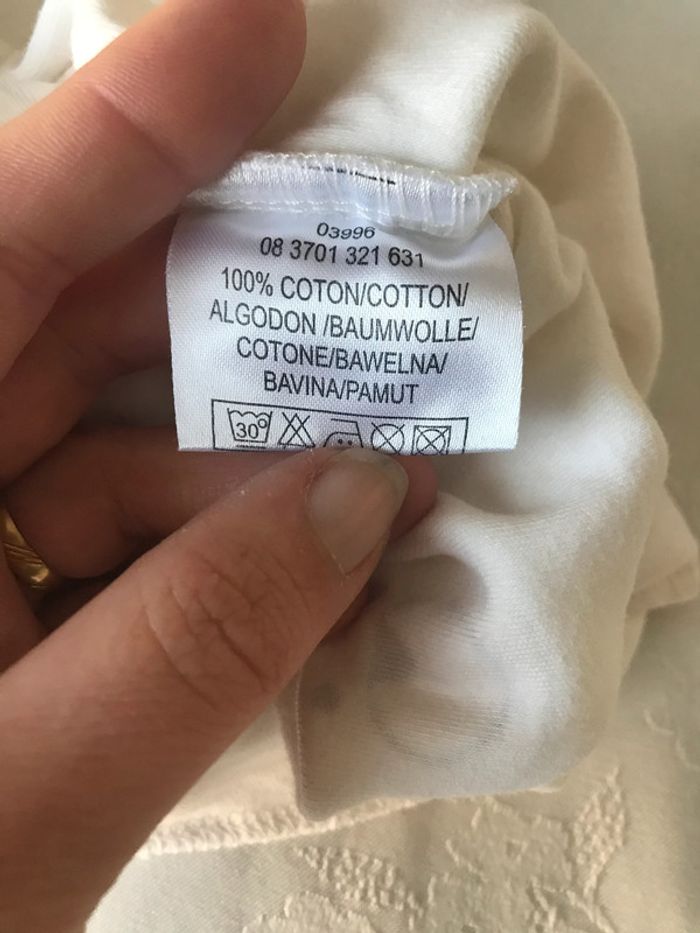 03996
08 3701 321 631
100% COTON/COTTON/
ALGODON /BAUMWOLLE/
COTONE/BAWELNA/
BAVINA/PAMUT
30°